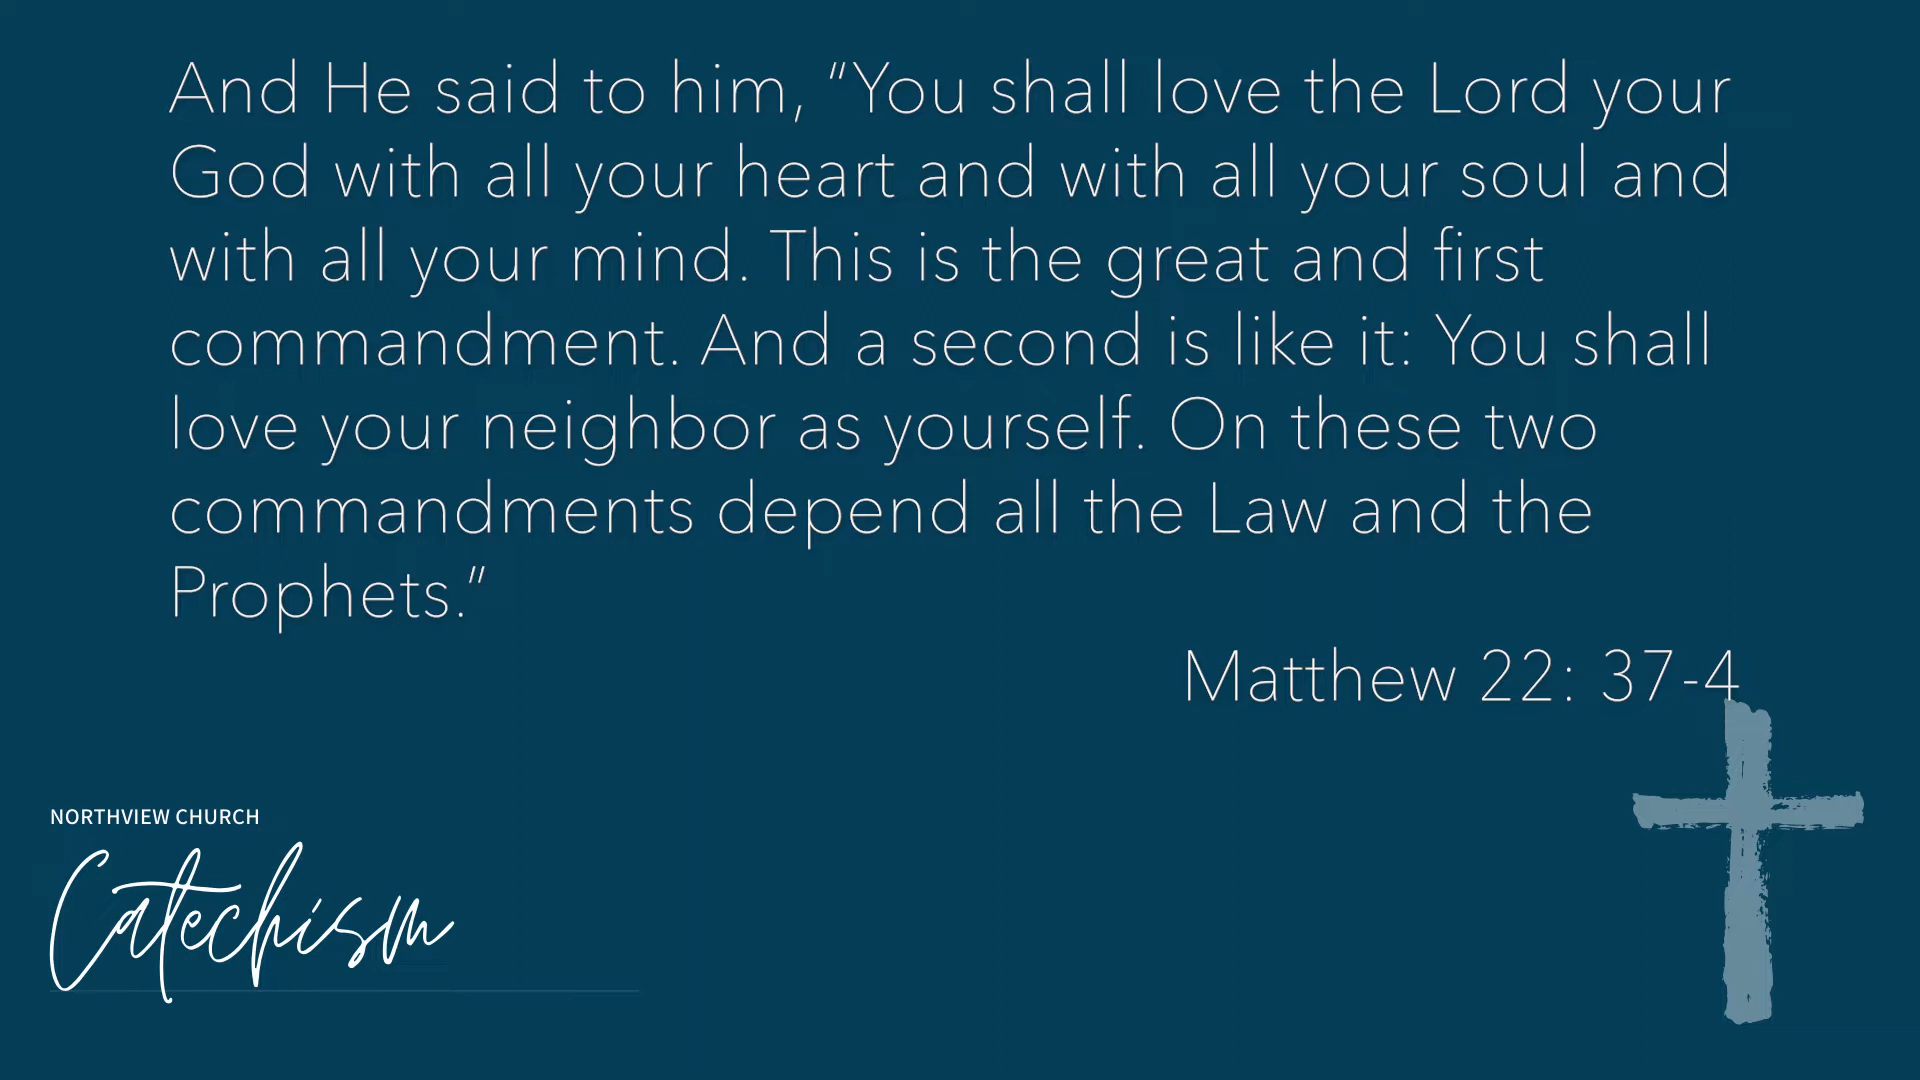 And He said to him, “You shall love the Lord your
God with all your heart and with all your soul and
with all your mind. This is the great and first
commandment. And a second is like it: You shall
love your neighbor as yourself. On these two
commandments depend all the Law and the
Prophets.”
Matthew 22: 37-4
NORTHVIEW CHURCH
Catechism